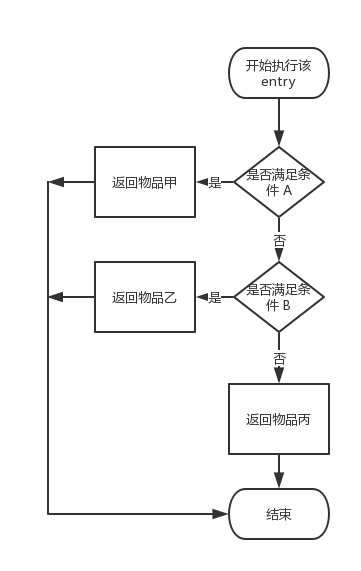 开始执行该
entry
是否满足条
件 A
是
返回物品甲
否
是否满足条
件 B
是
返回物品乙
否
返回物品丙
结束